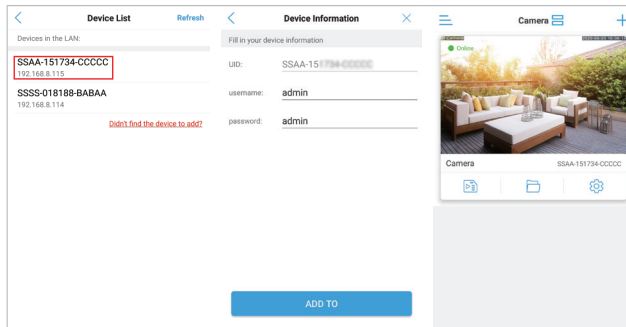 Device List
Refresh
Devices in the LAN:
SSAA-151734-CCCCC
192.168.8.115
SSSS-018188-BABAA
192.168.8.114
Didn't find the device to add?
Device Information
Fill in your device information
UID: SSAA-15
username: admin
password: admin
ADD TO
Camera
Online
Camera SSAA-151734-CCCCC